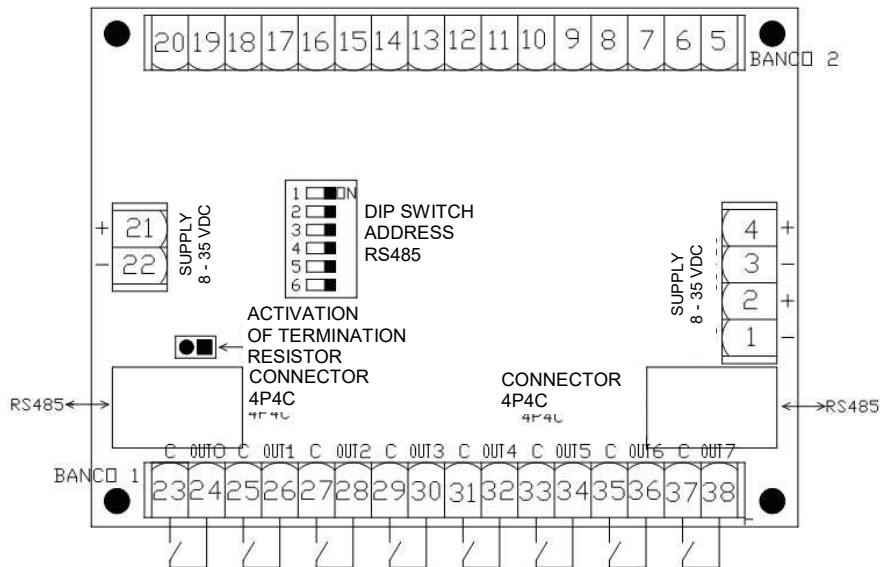 20 19 18 17 16 15 14 13 12 11 10 9 8 7 6 5
BANCO 2
1 ON
2
3
4
5
6
DIP SWITCH
ADDRESS
RS485
+ 21
- 22
SUPPLY
8 - 35 VDC
SUPPLY
8 - 35 VDC
4 +
3 -
2 +
1 -
ACTIVATION
OF TERMINATION
RESISTOR
CONNECTOR
4P4C
4P4C
CONNECTOR
4P4C
4P4C
RS485
RS485
C OUT0 C OUT1 C OUT2 C OUT3 C OUT4 C OUT5 C OUT6 C OUT7
BANCO 1
23 24 25 26 27 28 29 30 31 32 33 34 35 36 37 38